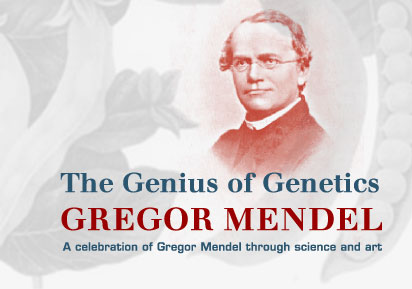 The Genius of Genetics
GREGOR MENDEL
A celebration of Gregor Mendel through science and art